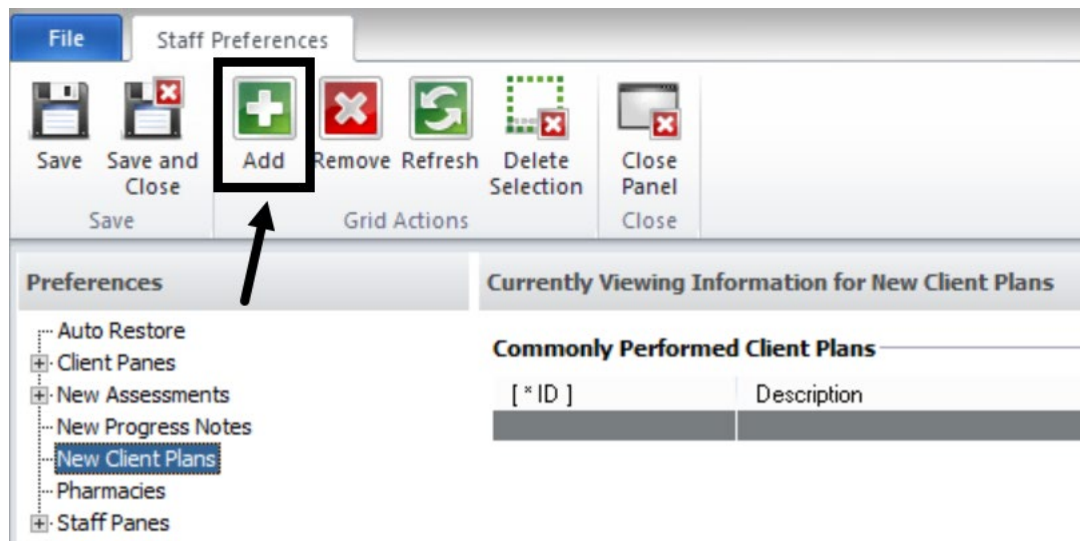 File Staff Preferences
Save Save and Close Add Remove Refresh Delete Selection Close Panel
Save Grid Actions Close
Preferences
Currently Viewing Information for New Client Plans
Auto Restore
Client Panes
New Assessments
New Progress Notes
New Client Plans
Pharmacies
Staff Panes
Commonly Performed Client Plans
[ * ID ] Description